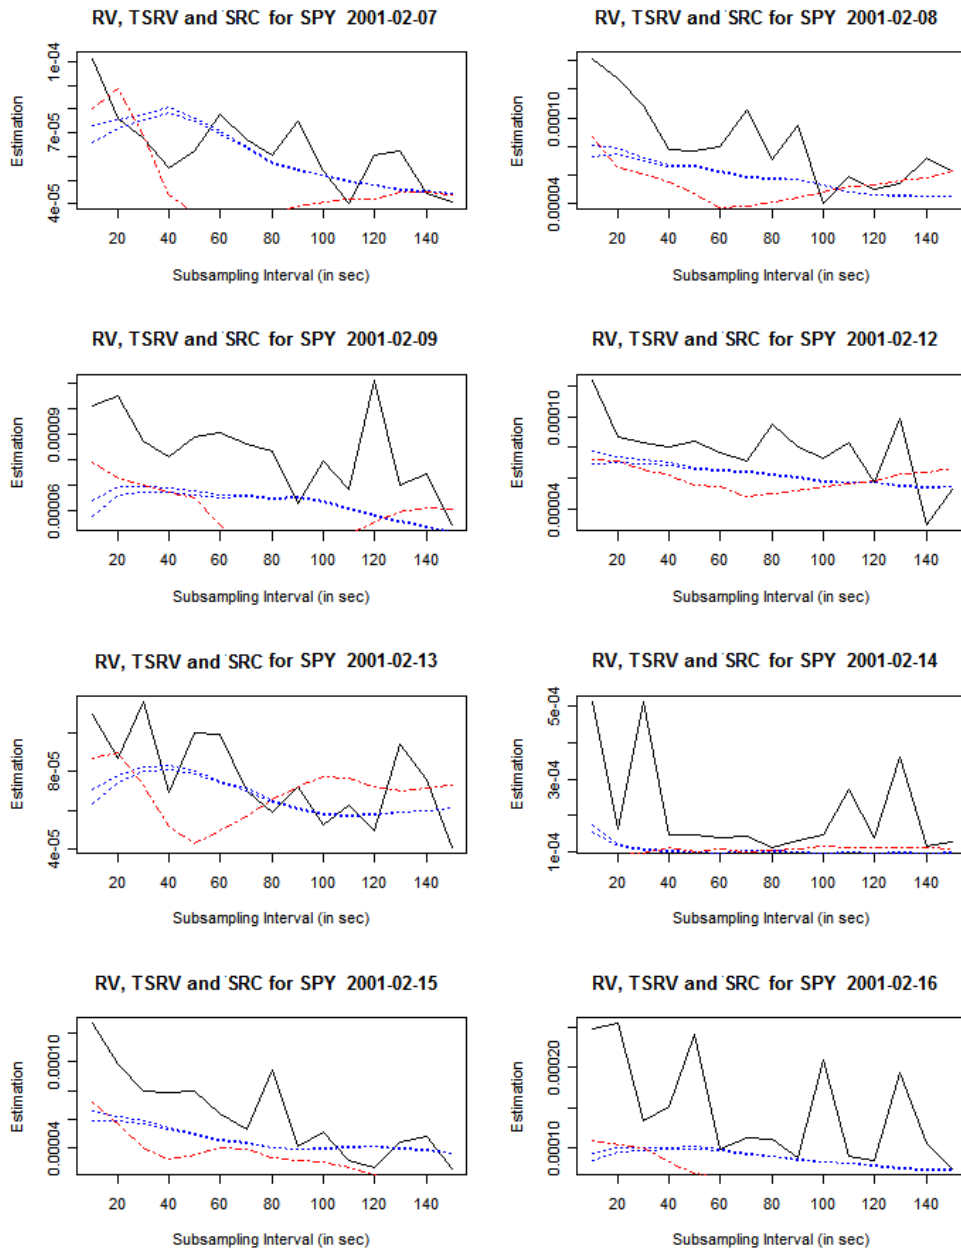 RV, TSRV and SRC for SPY 2001-02-07
Estimation
4e-05 7e-05 1e-04
20 40 60 80 100 120 140
Subsampling Interval (in sec)
RV, TSRV and SRC for SPY 2001-02-08
Estimation
0.00004 0.00010
20 40 60 80 100 120 140
Subsampling Interval (in sec)
RV, TSRV and SRC for SPY 2001-02-09
Estimation
0.00006 0.00009
20 40 60 80 100 120 140
Subsampling Interval (in sec)
RV, TSRV and SRC for SPY 2001-02-12
Estimation
0.00004 0.00010
20 40 60 80 100 120 140
Subsampling Interval (in sec)
RV, TSRV and SRC for SPY 2001-02-13
Estimation
4e-05 8e-05
20 40 60 80 100 120 140
Subsampling Interval (in sec)
RV, TSRV and SRC for SPY 2001-02-14
Estimation
1e-04 3e-04 5e-04
20 40 60 80 100 120 140
Subsampling Interval (in sec)
RV, TSRV and SRC for SPY 2001-02-15
Estimation
0.00004 0.00010
20 40 60 80 100 120 140
Subsampling Interval (in sec)
RV, TSRV and SRC for SPY 2001-02-16
Estimation
0.00010 0.00020
20 40 60 80 100 120 140
Subsampling Interval (in sec)